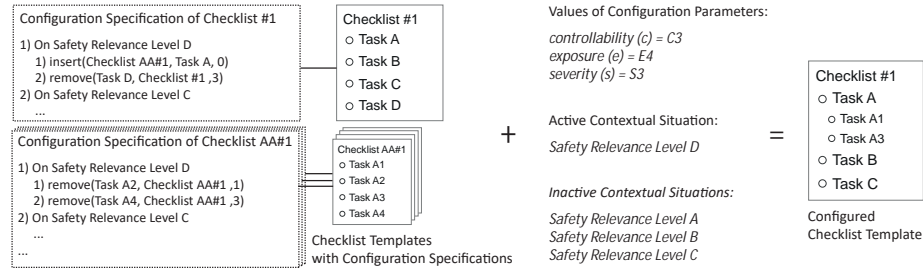 Configuration Specification of Checklist #1
1) On Safety Relevance Level D
1) insert(Checklist AA#1, Task A, 0)
2) remove(Task D, Checklist #1 ,3)
2) On Safety Relevance Level C
...
Checklist #1
Task A
Task B
Task C
Task D
Configuration Specification of Checklist AA#1
1) On Safety Relevance Level D
1) remove(Task A2, Checklist AA#1 ,1)
2) remove(Task A4, Checklist AA#1 ,3)
2) On Safety Relevance Level C
...
...
Checklist AA#1
Task A1
Task A2
Task A3
Task A4
Checklist Templates
with Configuration Specifications
+
Values of Configuration Parameters:
controllability (c) = C3
exposure (e) = E4
severity (s) = S3
Active Contextual Situation:
Safety Relevance Level D
Inactive Contextual Situations:
Safety Relevance Level A
Safety Relevance Level B
Safety Relevance Level C
=
Checklist #1
Task A
Task A1
Task A3
Task B
Task C
Configured
Checklist Template